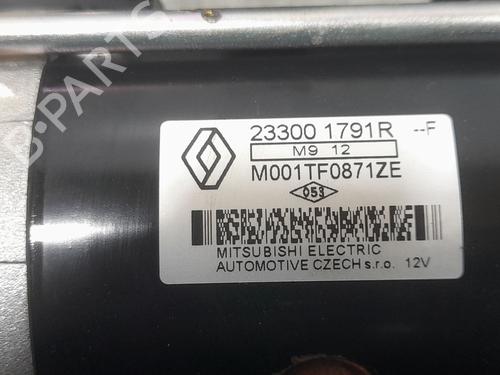 B-PARTS
23300 1791R --F
M9 12
M001TF0871ZE
053
MITSUBISHI ELECTRIC
AUTOMOTIVE CZECH s.r.o. 12V